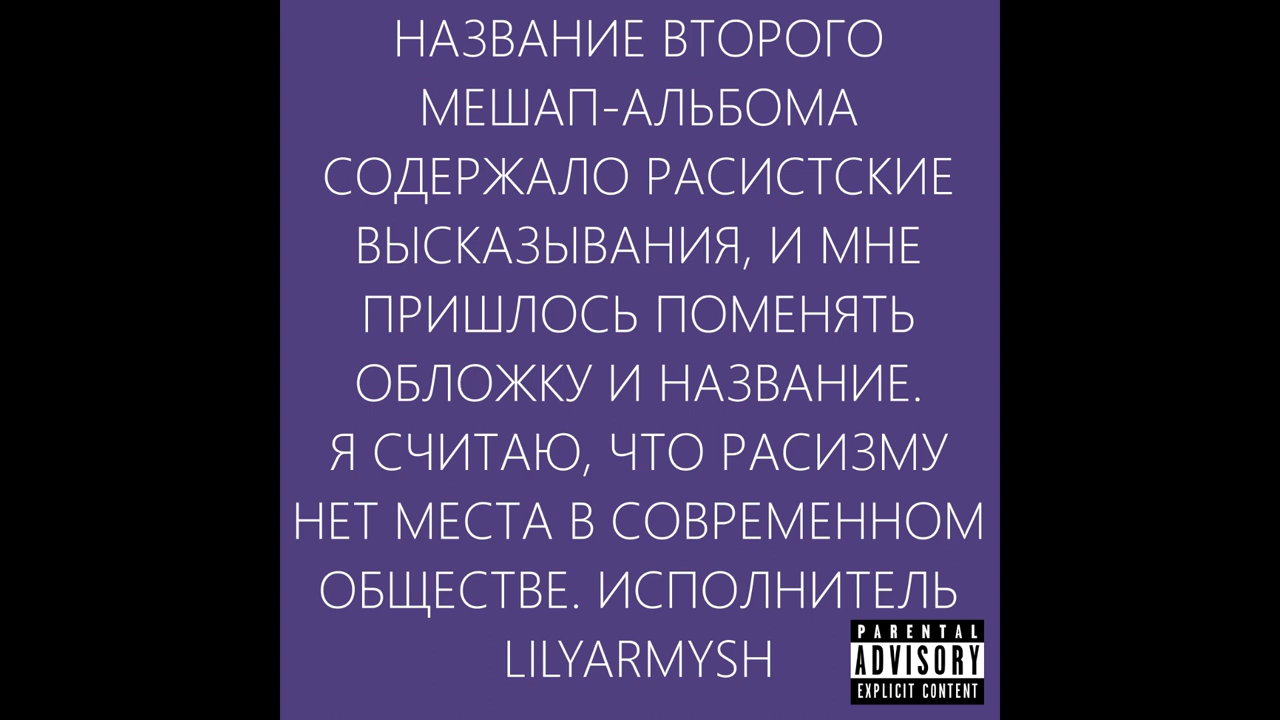 НАЗВАНИЕ ВТОРОГО
МЕШАП-АЛЬБОМА
СОДЕРЖАЛО РАСИСТСКИЕ
ВЫСКАЗЫВАНИЯ, И МНЕ
ПРИШЛОСЬ ПОМЕНЯТЬ
ОБЛОЖКУ И НАЗВАНИЕ.
Я СЧИТАЮ, ЧТО РАСИЗМУ
НЕТ МЕСТА В СОВРЕМЕННОМ
ОБЩЕСТВЕ. ИСПОЛНИТЕЛЬ
LILYARMYSH
PARENTAL
ADVISORY
EXPLICIT CONTENT